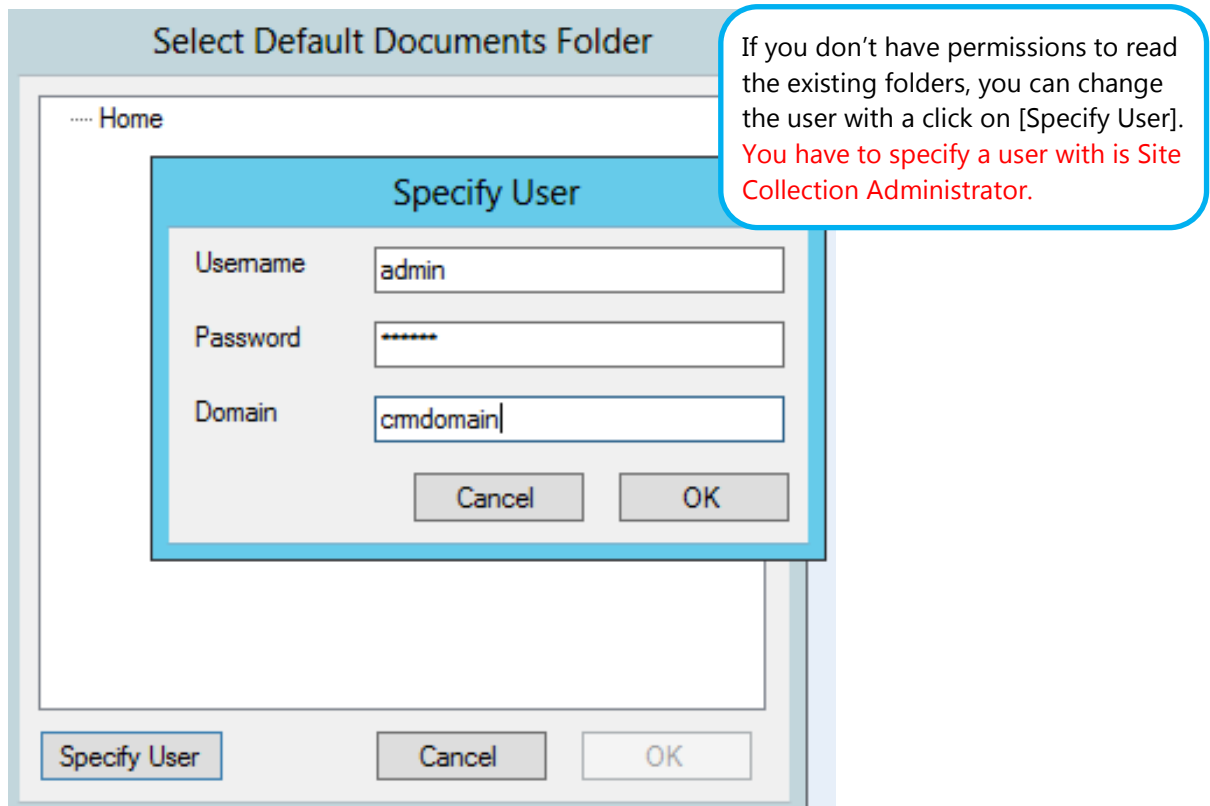 Select Default Documents Folder
If you don't have permissions to read
the existing folders, you can change
the user with a click on [Specify User].
You have to specify a user with is Site
Collection Administrator.
Home
Specify User
Username
admin
Password
******
Domain
crmdomain
Cancel
OK
Specify User
Cancel
OK